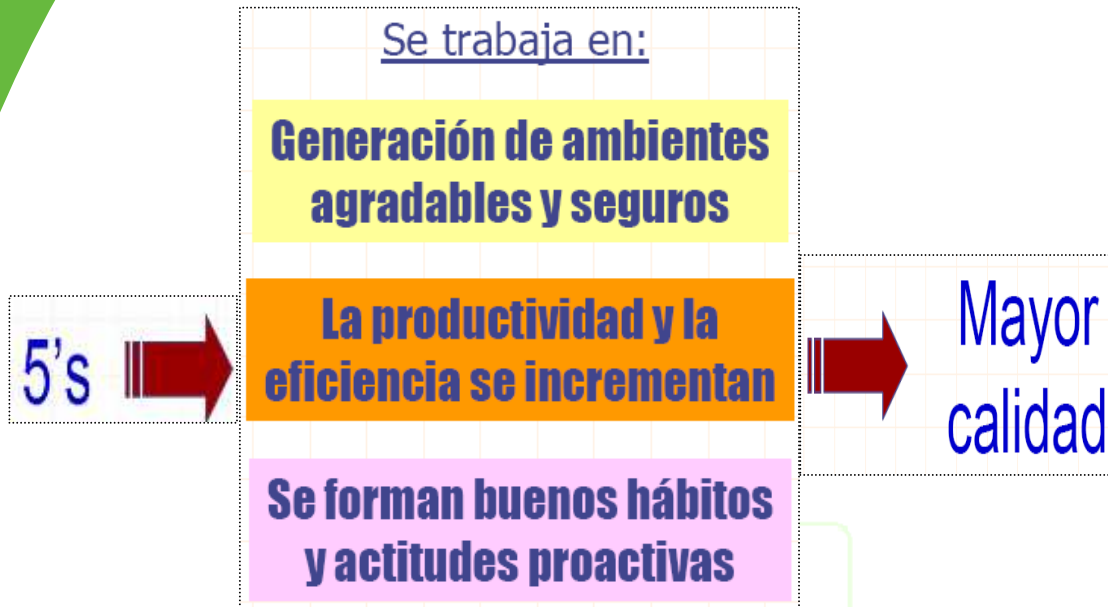 Se trabaja en:
Generación de ambientes
agradables y seguros
5's
La productividad y la
eficiencia se incrementan
Mayor
calidad
Se forman buenos hábitos
y actitudes proactivas